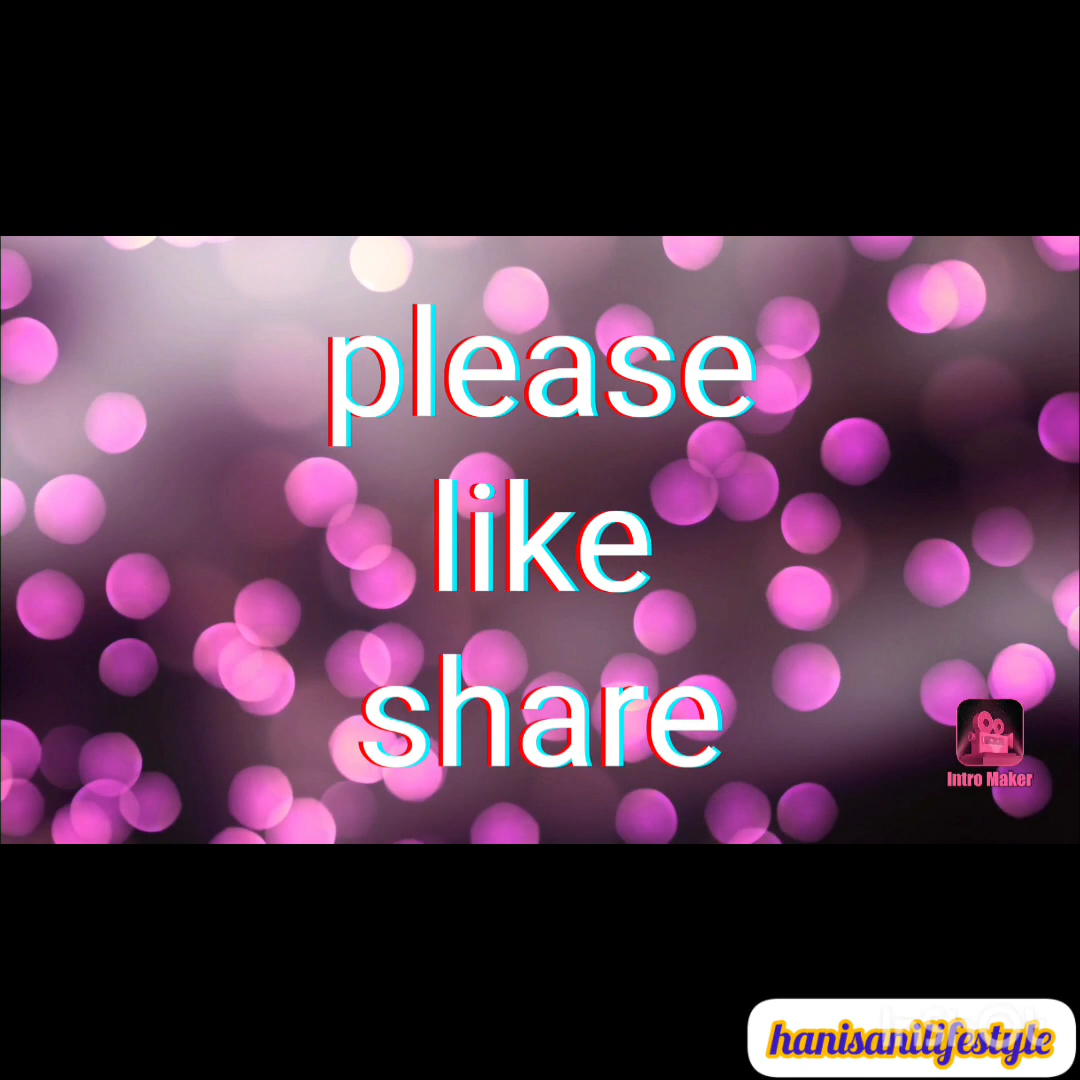 please
like
share
Intro Maker
hanisanilifestyle